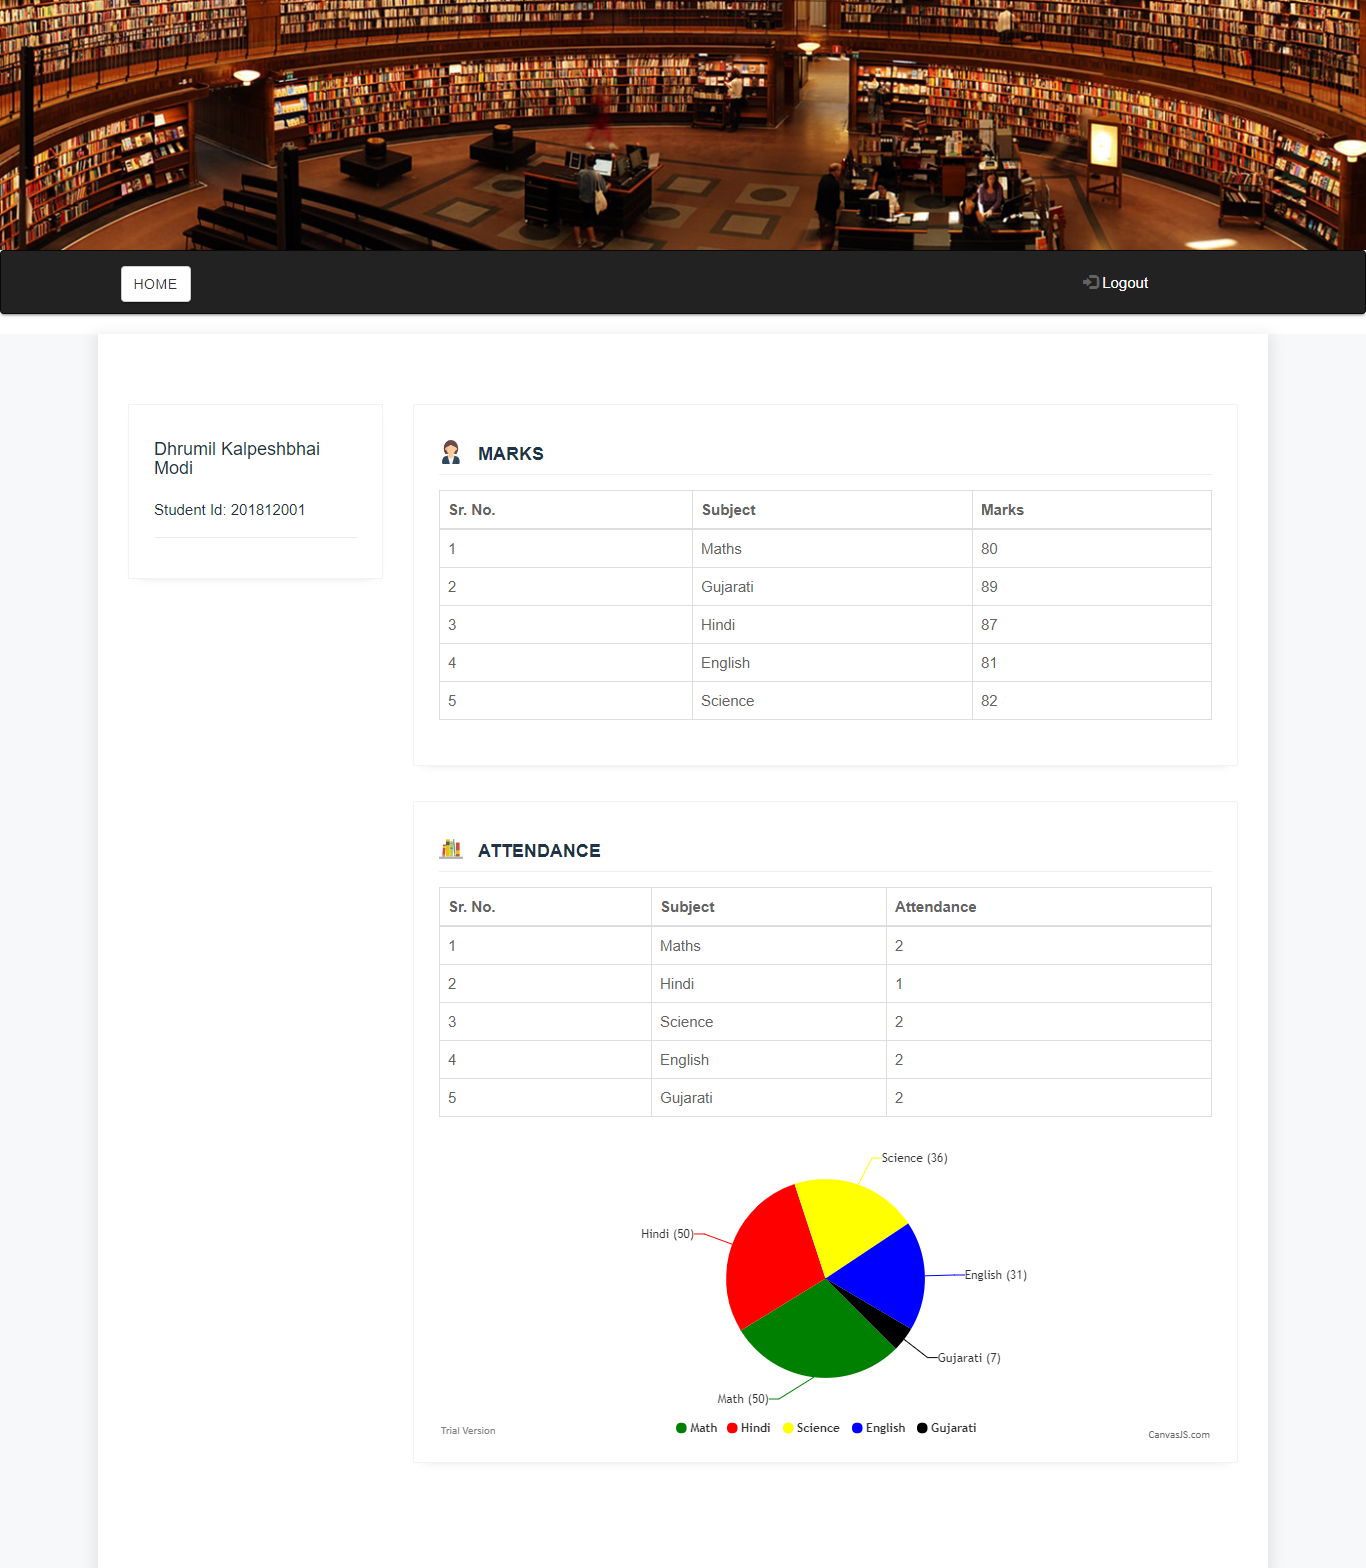 HOME
Logout
Dhrumil Kalpeshbhai
Modi
Student Id: 201812001
MARKS
Sr. No. Subject Marks
1 Maths 80
2 Gujarati 89
3 Hindi 87
4 English 81
5 Science 82
ATTENDANCE
Sr. No. Subject Attendance
1 Maths 2
2 Hindi 1
3 Science 2
4 English 2
5 Gujarati 2
Science (36)
Hindi (50)
English (31)
Gujarati (7)
Math (50)
Math Hindi Science English Gujarati
Trial Version
CanvasJS.com